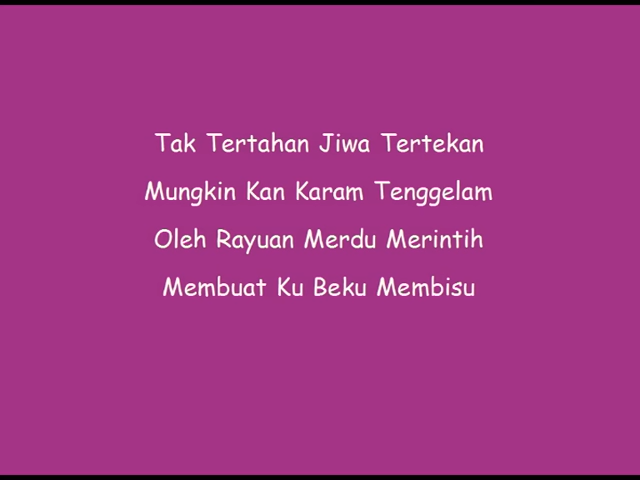 Tak Tertahan Jiwa Tertekan
Mungkin Kan Karam Tenggelam
Oleh Rayuan Merdu Merintih
Membuat Ku Beku Membisu